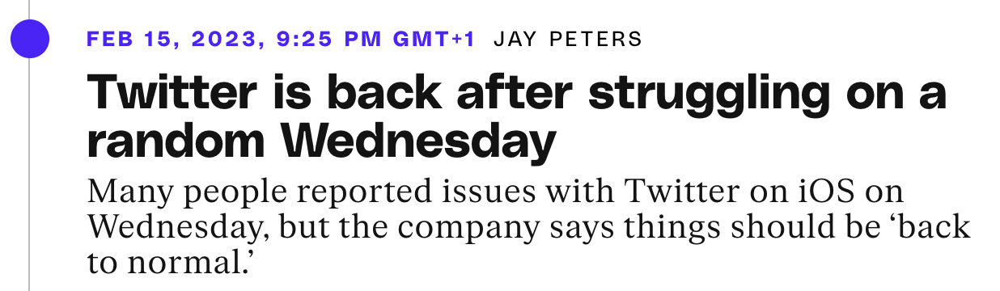 FEB 15, 2023, 9:25 PM GMT+1 JAY PETERS
Twitter is back after struggling on a
random Wednesday
Many people reported issues with Twitter on iOS on
Wednesday, but the company says things should be ‘back
to normal.’